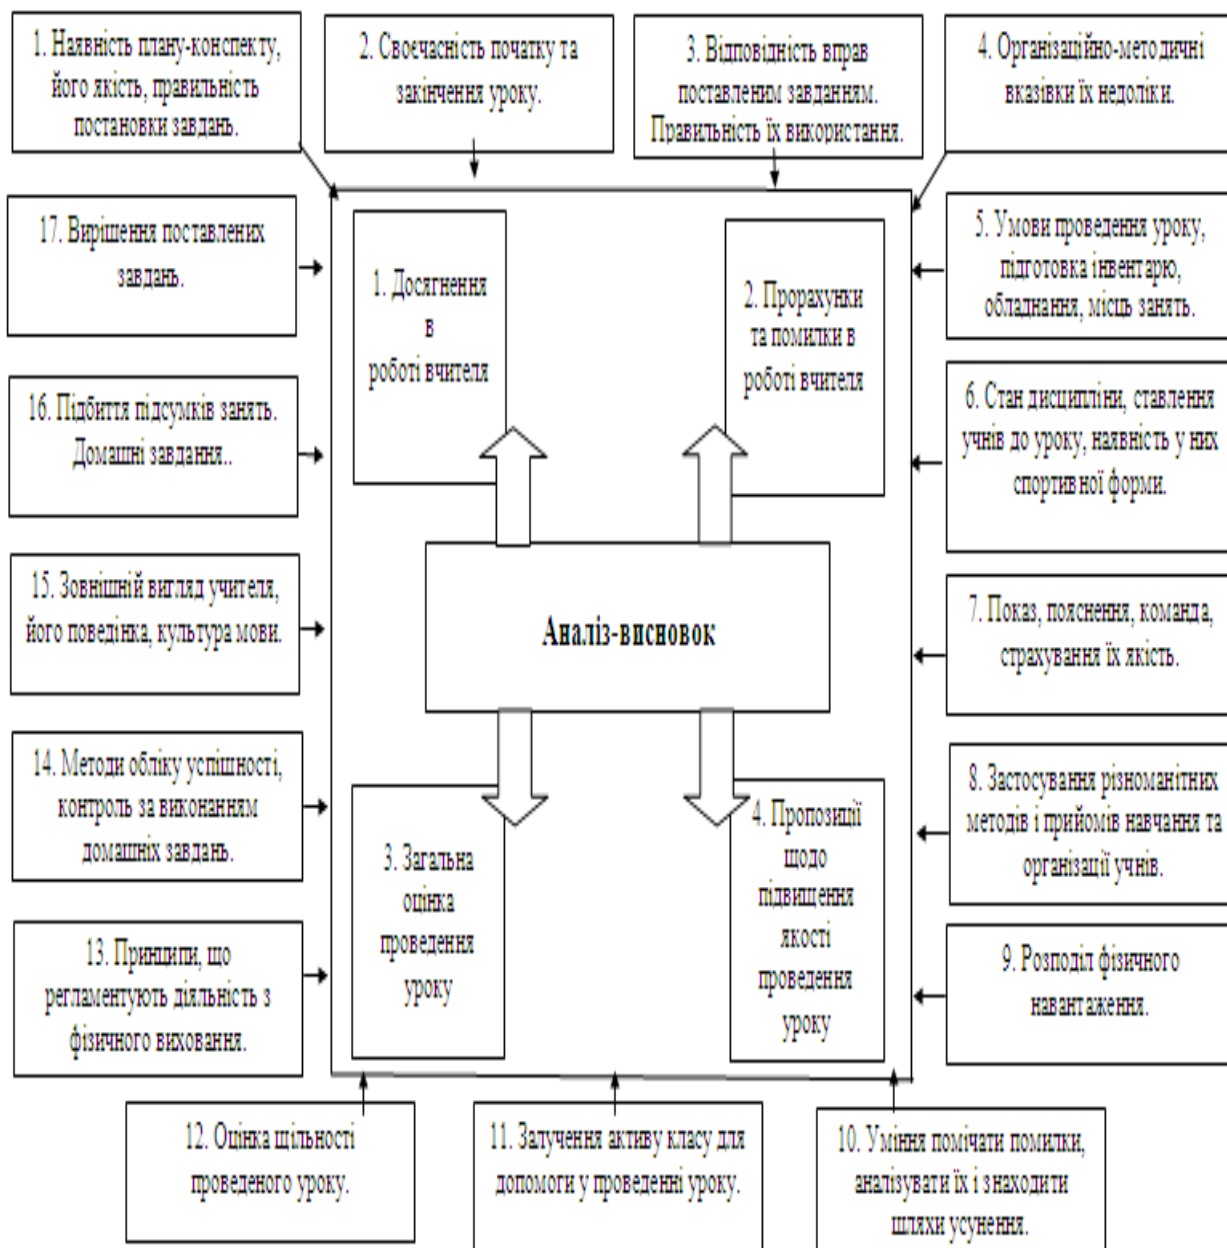 1. Наявність плану-конспекту,
його якість, правильність
постановки завдань.
2. Своєчасність початку та
закінчення уроку.
3. Відповідність вправ
поставленим завданням.
Правильність їх використання.
4. Організаційно-методичні
вказівки їх недоліки.
17. Вирішення поставлених
завдань.
1. Досягнення
в
роботі вчителя
2. Прорахунки
та помилки в
роботі вчителя
5. Умови проведення уроку,
підготовка інвентарю,
обладнання, місць занять.
16. Підбиття підсумків занять.
Домашні завдання..
6. Стан дисципліни, ставлення
учнів до уроку, наявність у них
спортивної форми.
15. Зовнішній вигляд учителя,
його поведінка, культура мови.
Аналіз-висновок
7. Показ, пояснення, команда,
страхування їх якість.
14. Методи обліку успішності,
контроль за виконанням
домашніх завдань.
3. Загальна
оцінка
проведення
уроку
4. Пропозиції
щодо
підвищення
якості
проведення
уроку
8. Застосування різноманітних
методів і прийомів навчання та
організації учнів.
13. Принципи, що
регламентують діяльність з
фізичного виховання.
9. Розподіл фізичного
навантаження.
12. Оцінка щільності
проведеного уроку.
11. Залучення активу класу для
допомоги у проведенні уроку.
10. Уміння помічати помилки,
аналізувати їх і знаходити
шляхи усунення.